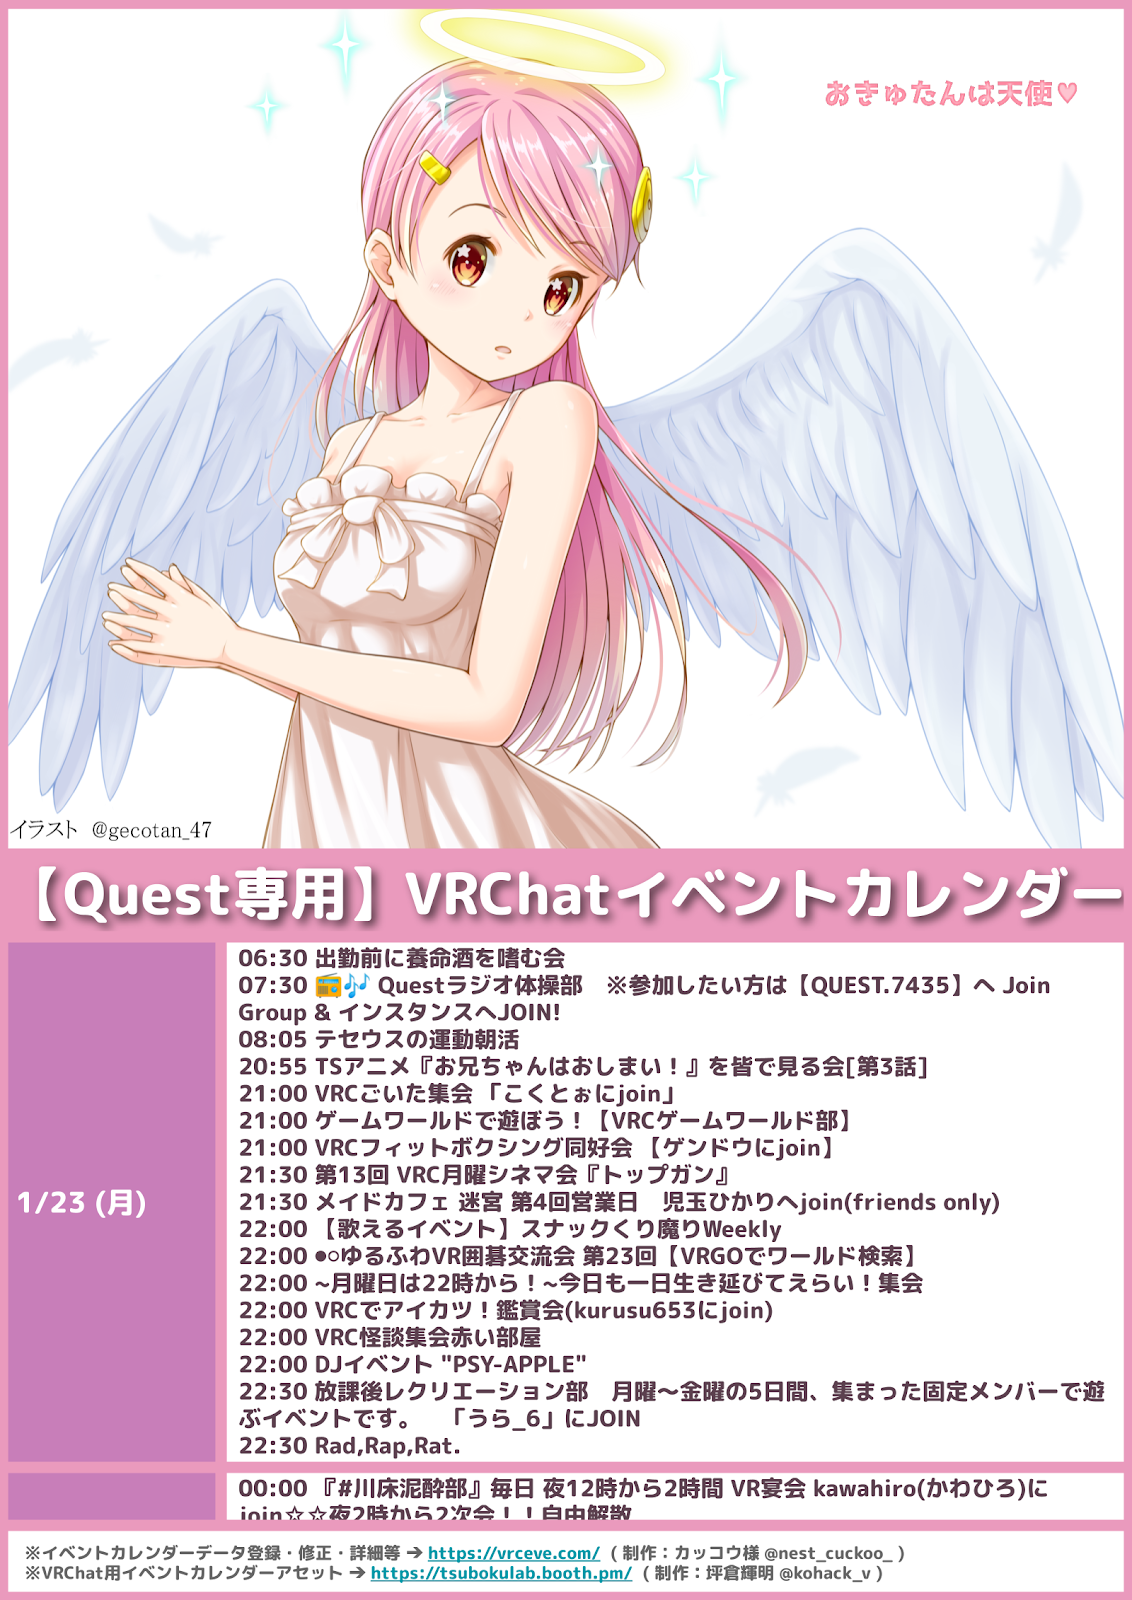 おきゅたんは天使♥
イラスト @gecotan_47
【Quest専用】VRChatイベントカレンダー
1/23 (月)
06:30 出勤前に養命酒を嗜む会
07:30 📻🎶 Questラジオ体操部　※参加したい方は【QUEST.7435】へ Join
Group & インスタンスへJOIN!
08:05 テセウスの運動朝活
20:55 TSアニメ『お兄ちゃんはおしまい！』を皆で見る会[第3話]
21:00 VRCごいた集会 「こくとぉにjoin」
21:00 ゲームワールドで遊ぼう！【VRCゲームワールド部】
21:00 VRCフィットボクシング同好会 【ゲンドウにjoin】
21:30 第13回 VRC月曜シネマ会『トップガン』
21:30 メイドカフェ 迷宮 第4回営業日　児玉ひかりへjoin(friends only)
22:00 【歌えるイベント】スナックくり魔りWeekly
22:00 ●○ゆるふわVR囲碁交流会 第23回【VRGOでワールド検索】
22:00 ~月曜日は22時から！~今日も一日生き延びてえらい！集会
22:00 VRCでアイカツ！鑑賞会(kurusu653にjoin)
22:00 VRC怪談集会赤い部屋
22:00 DJイベント "PSY-APPLE"
22:30 放課後レクリエーション部　月曜～金曜の5日間、集まった固定メンバーで遊
ぶイベントです。　「うら_6」にJOIN
22:30 Rad,Rap,Rat.
00:00 『#川床泥酔部』毎日 夜12時から2時間 VR宴会 kawahiro(かわひろ)に
join☆☆夜2時から2次会！！自由解散
※イベントカレンダーデータ登録・修正・詳細等 ➔ https://vrceve.com/ ( 制作：カッコウ様 @nest_cuckoo_ )
※VRChat用イベントカレンダーアセット ➔ https://tsubokulab.booth.pm/ ( 制作：坪倉輝明 @kohack_v )